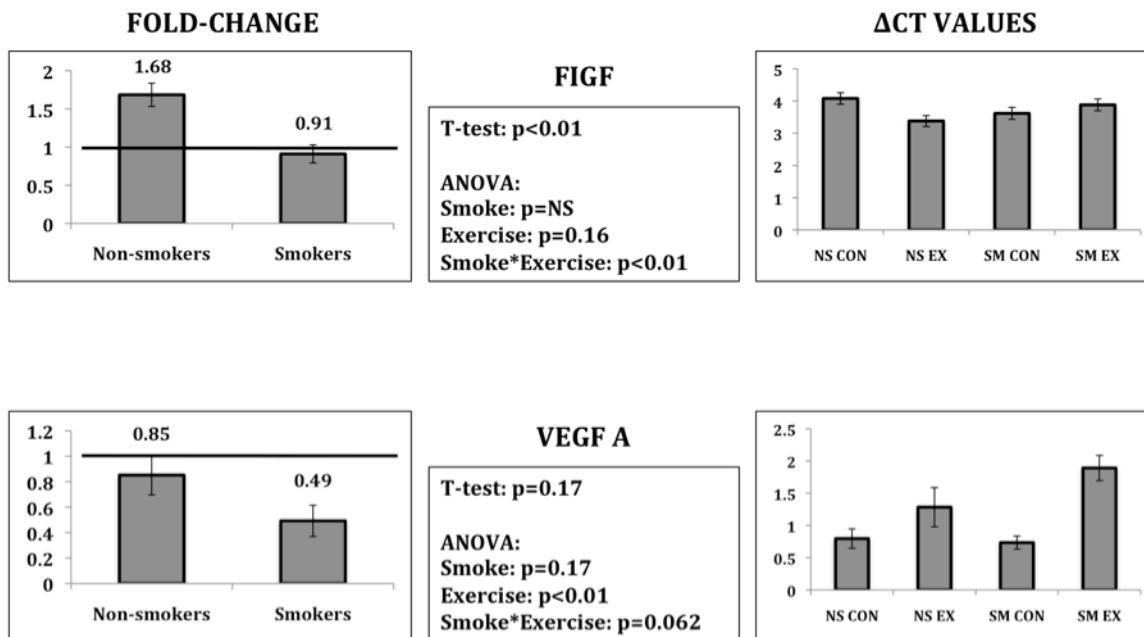 FOLD-CHANGE
ΔCT VALUES
FIGF
2
1.5
1
0.5
0
1.68
0.91
Non-smokers Smokers
T-test: p<0.01
ANOVA:
Smoke: p=NS
Exercise: p=0.16
Smoke*Exercise: p<0.01
5
4
3
2
1
0
NS CON NS EX SM CON SM EX
VEGF A
1.2
1
0.8
0.6
0.4
0.2
0
0.85
0.49
Non-smokers Smokers
T-test: p=0.17
ANOVA:
Smoke: p=0.17
Exercise: p<0.01
Smoke*Exercise: p=0.062
2.5
2
1.5
1
0.5
0
NS CON NS EX SM CON SM EX